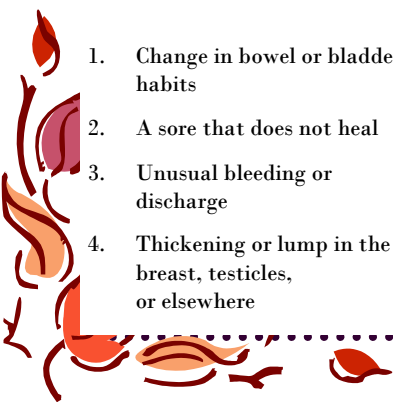 1. Change in bowel or bladde
habits
2. A sore that does not heal
3. Unusual bleeding or
discharge
4. Thickening or lump in the
breast, testicles,
or elsewhere